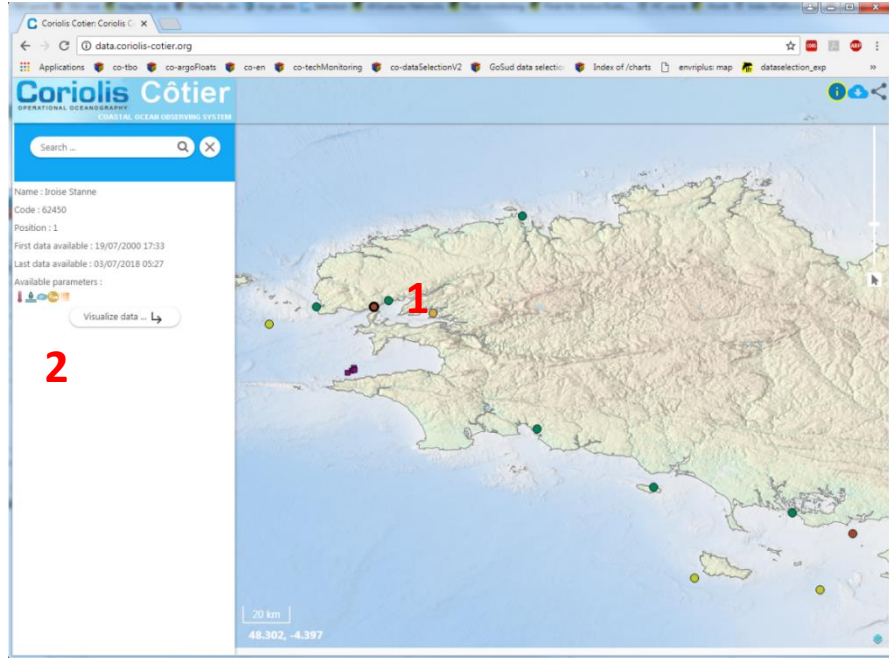 Coriolis Cotier: Coriolis C
data.coriolis-cotier.org
Applications co-tbo co-argoFloats co-en co-techMonitoring co-dataSelectionV2 GoSud data selectio Index of /charts envriplus: map dataselection_exp »
Coriolis Côtier
OPERATIONAL OCEANOGRAPHY
COASTAL OCEAN OBSERVING SYSTEM
Search ...
Name : Iroise Stanne
Code : 62450
Position : 1
First data available : 19/07/2000 17:33
Last data available : 03/07/2018 05:27
Available parameters :
Visualize data ...
1
2
20 km
48.302, -4.397